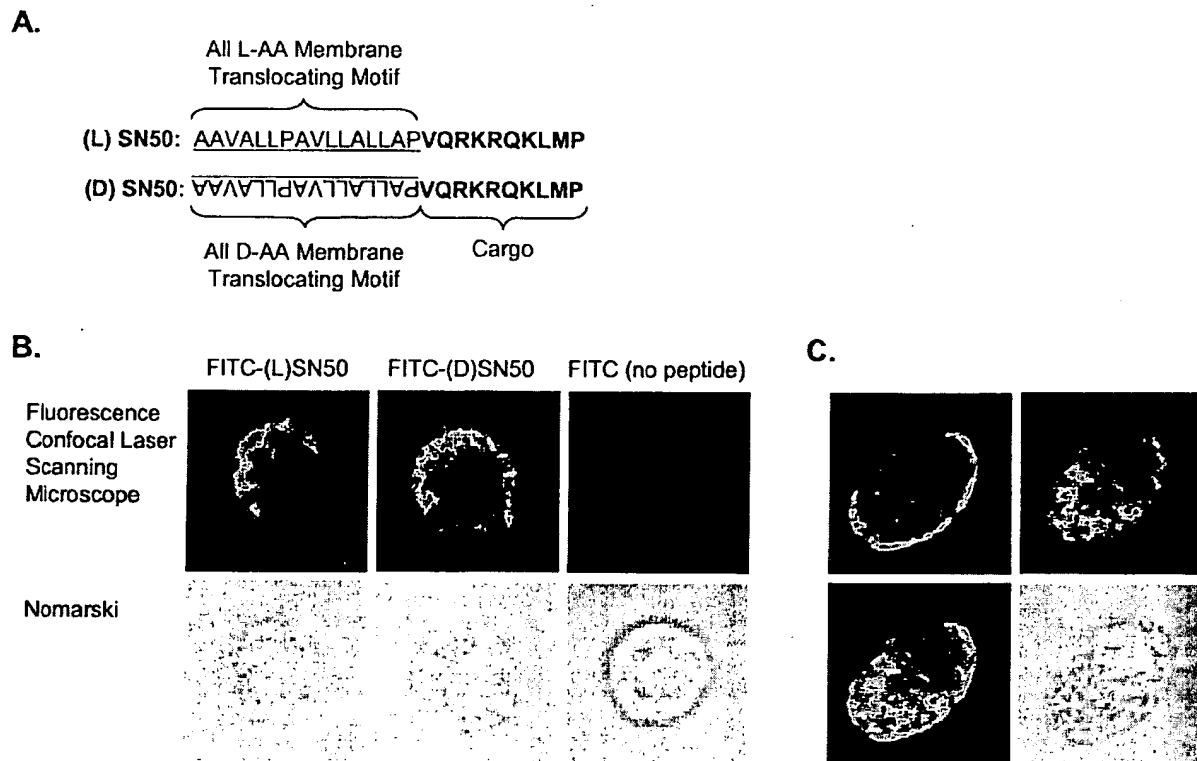 A.
All L-AA Membrane
Translocating Motif
(L) SN50: AAVALLPAVLLALLAPVQRKRQKLMP
(D) SN50: AAVALLPAVLLALLAPVQRKRQKLMP
All D-AA Membrane
Translocating Motif
Cargo
B.
FITC-(L)SN50
FITC-(D)SN50
FITC (no peptide)
Fluorescence
Confocal Laser
Scanning
Microscope
Nomarski
C.